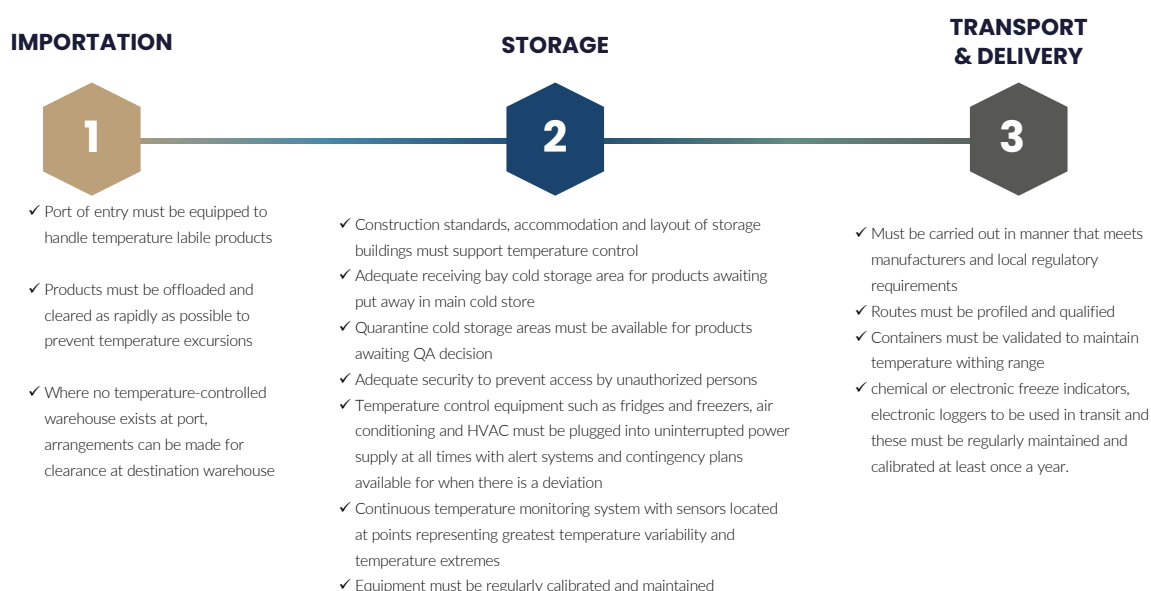 IMPORTATION
1
✓ Port of entry must be equipped to
handle temperature labile products
✓ Products must be offloaded and
cleared as rapidly as possible to
prevent temperature excursions
✓ Where no temperature-controlled
warehouse exists at port,
arrangements can be made for
clearance at destination warehouse
STORAGE
2
✓ Construction standards, accommodation and layout of storage
buildings must support temperature control
✓ Adequate receiving bay cold storage area for products awaiting
put away in main cold store
✓ Quarantine cold storage areas must be available for products
awaiting QA decision
✓ Adequate security to prevent access by unauthorized persons
✓ Temperature control equipment such as fridges and freezers, air
conditioning and HVAC must be plugged into uninterrupted power
supply at all times with alert systems and contingency plans
available for when there is a deviation
✓ Continuous temperature monitoring system with sensors located
at points representing greatest temperature variability and
temperature extremes
✓ Equipment must be regularly calibrated and maintained
TRANSPORT
& DELIVERY
3
✓ Must be carried out in manner that meets
manufacturers and local regulatory
requirements
✓ Routes must be profiled and qualified
✓ Containers must be validated to maintain
temperature withing range
✓ chemical or electronic freeze indicators,
electronic loggers to be used in transit and
these must be regularly maintained and
calibrated at least once a year.